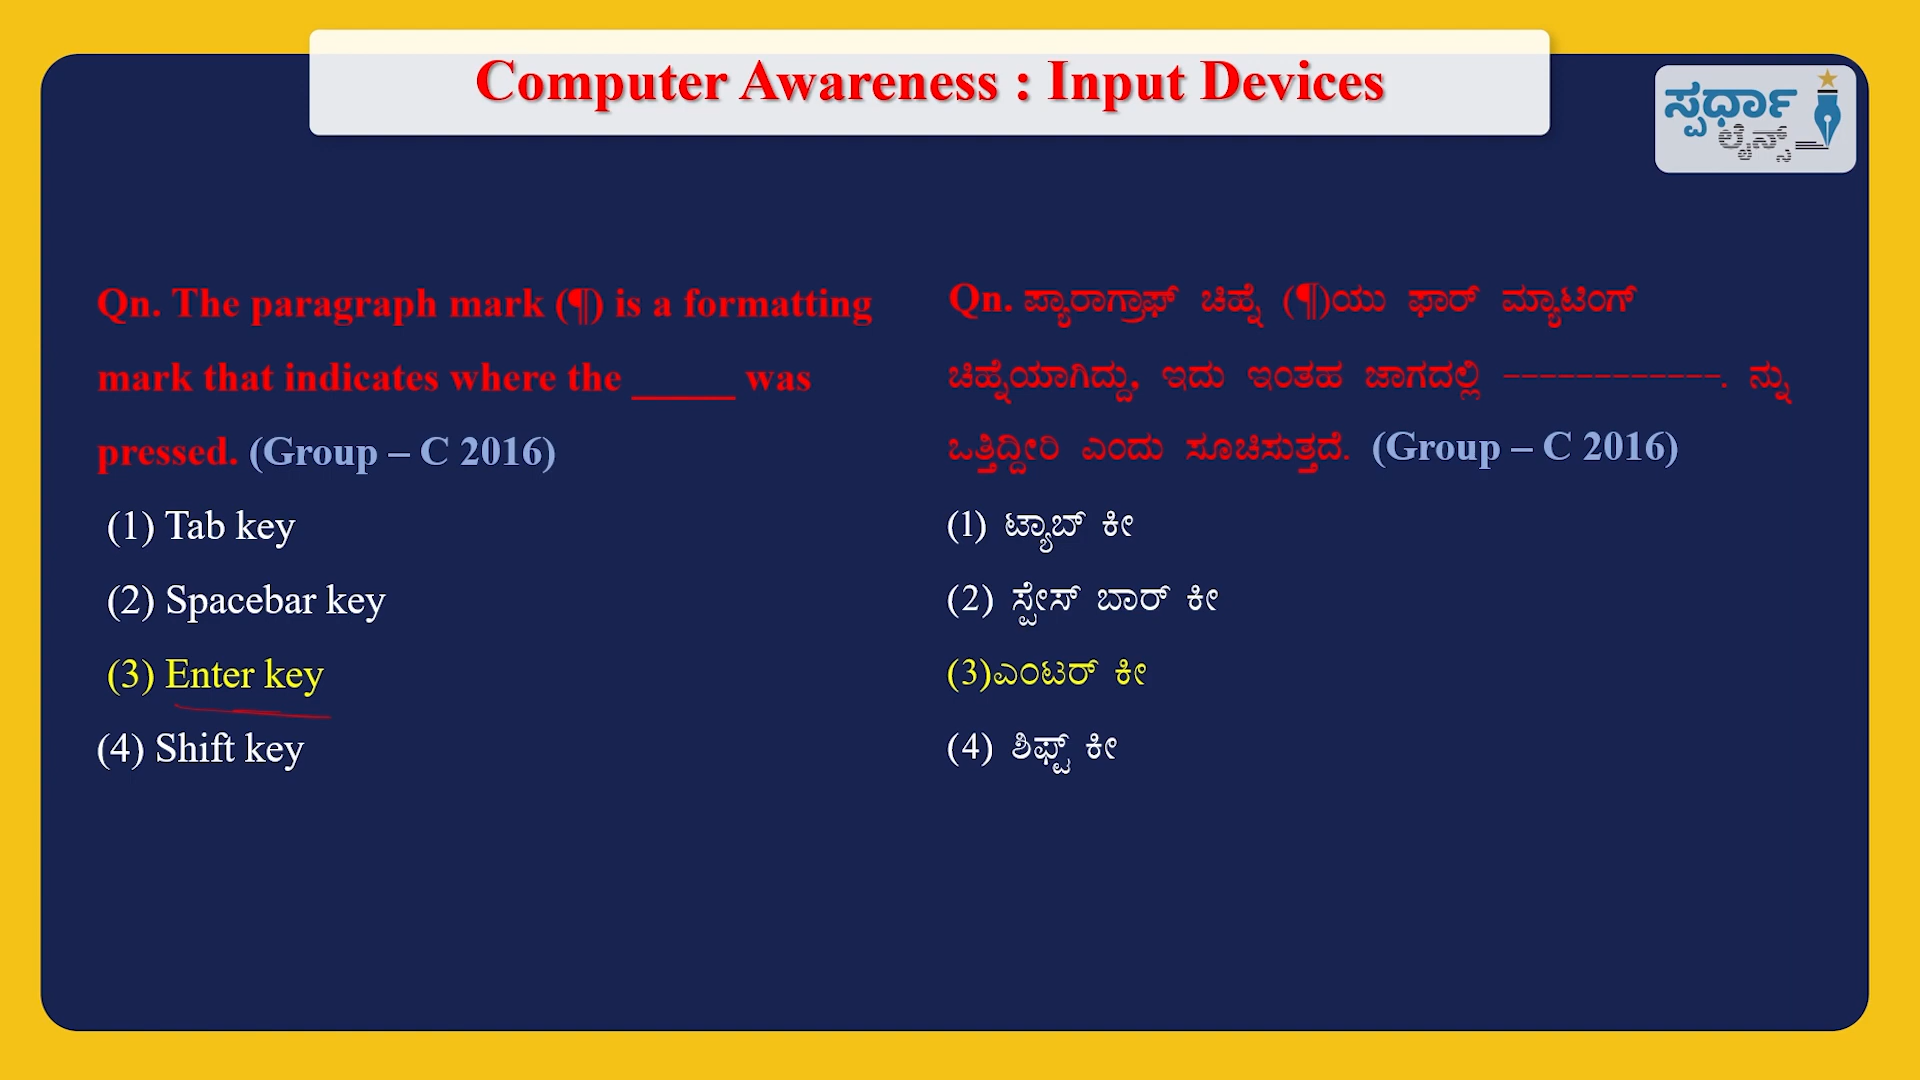 Computer Awareness : Input Devices
ಸ್ಪರ್ಧಾ
ಲೈನ್ಸ್
Qn. The paragraph mark (¶) is a formatting
mark that indicates where the _____ was
pressed. (Group – C 2016)
(1) Tab key
(2) Spacebar key
(3) Enter key
(4) Shift key
Qn. ಪ್ಯಾರಾಗ್ರಾಫ್ ಚಿಹ್ನೆ (¶)ಯು ಫಾರ್ ಮ್ಯಾಟಿಂಗ್
ಚಿಹ್ನೆಯಾಗಿದ್ದು, ಇದು ಇಂತಹ ಜಾಗದಲ್ಲಿ ------------. ನ್ನು
ಒತ್ತಿದ್ದೀರಿ ಎಂದು ಸೂಚಿಸುತ್ತದೆ. (Group – C 2016)
(1) ಟ್ಯಾಬ್ ಕೀ
(2) ಸ್ಪೇಸ್ ಬಾರ್ ಕೀ
(3)ಎಂಟರ್ ಕೀ
(4) ಶಿಫ್ಟ್ ಕೀ